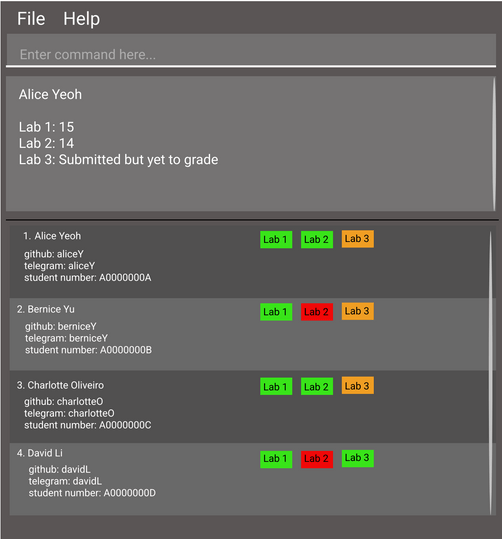 File Help
Enter command here...
Alice Yeoh
Lab 1: 15
Lab 2: 14
Lab 3: Submitted but yet to grade
1. Alice Yeoh
Lab 1 Lab 2 Lab 3
github: aliceY
telegram: aliceY
student number: A0000000A
2. Bernice Yu
Lab 1 Lab 2 Lab 3
github: berniceY
telegram: berniceY
student number: A0000000B
3. Charlotte Oliveiro
Lab 1 Lab 2 Lab 3
github: charlotteO
telegram: charlotteO
student number: A0000000C
4. David Li
Lab 1 Lab 2 Lab 3
github: davidL
telegram: davidL
student number: A0000000D